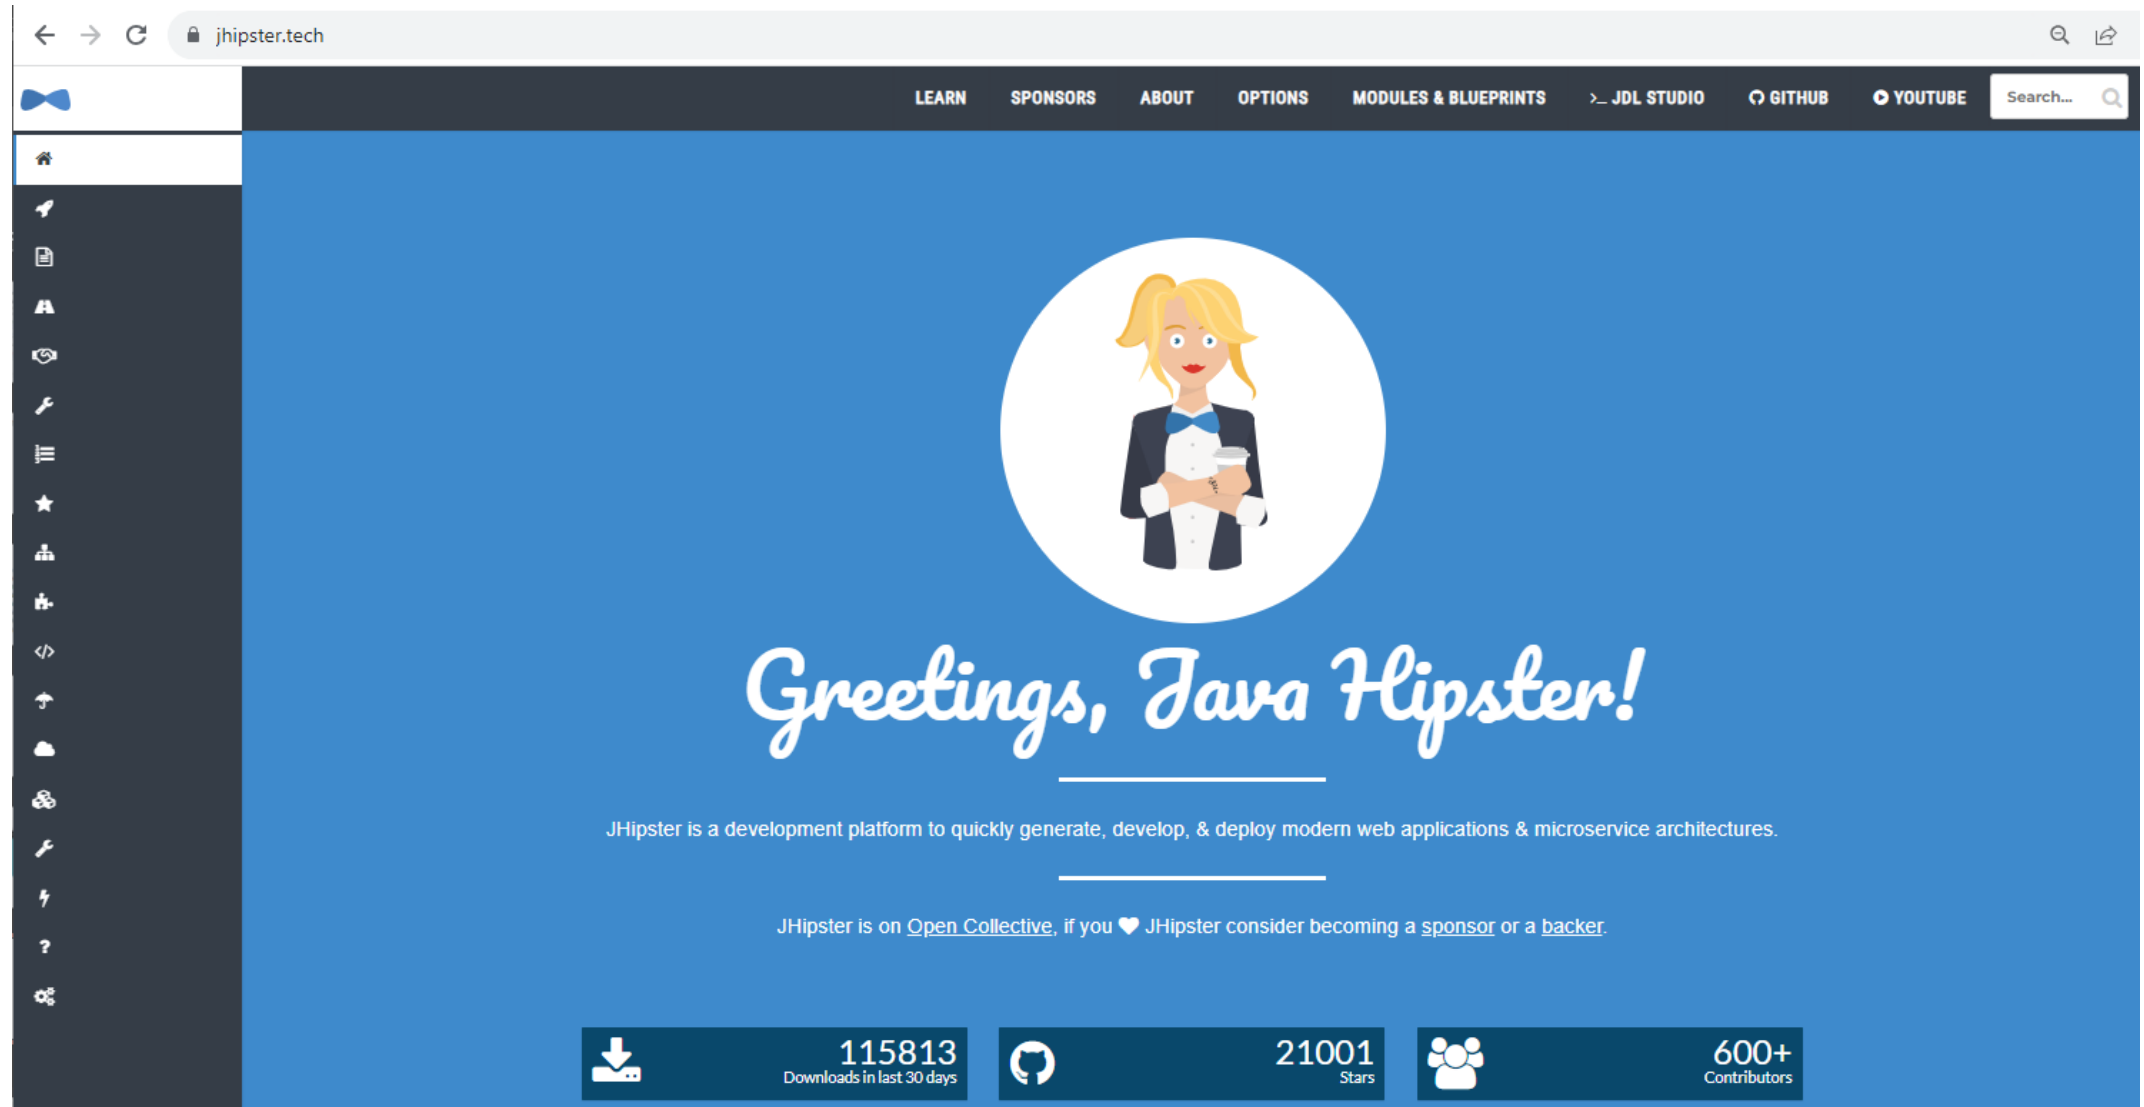 jhipster.tech
LEARN SPONSORS ABOUT OPTIONS MODULES & BLUEPRINTS >_ JDL STUDIO GITHUB YOUTUBE Search...
Greetings, Java Hipster!
JHipster is a development platform to quickly generate, develop, & deploy modern web applications & microservice architectures.
JHipster is on Open Collective, if you JHipster consider becoming a sponsor or a backer.
115813 21001 600+
Downloads in last 30 days Stars Contributors